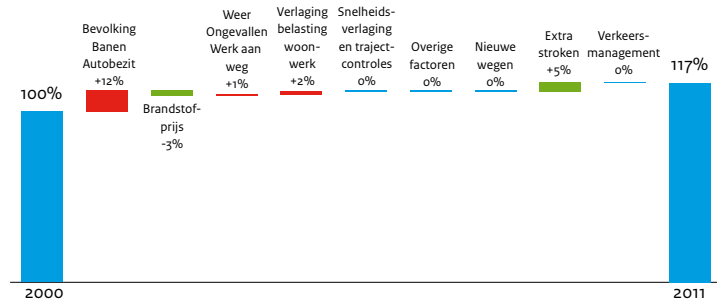 100%
Bevolking
Banen
Autobezit
+12%
Brandstof-
prijs
-3%
Weer
Ongevallen
Werk aan
weg
+1%
Verlaging
belasting
woon-
werk
+2%
Snelheids-
verlaging
en traject-
controles
0%
Overige
factoren
0%
Nieuwe
wegen
0%
Extra
stroken
+5%
Verkeers-
management
0%
117%
2000
2011